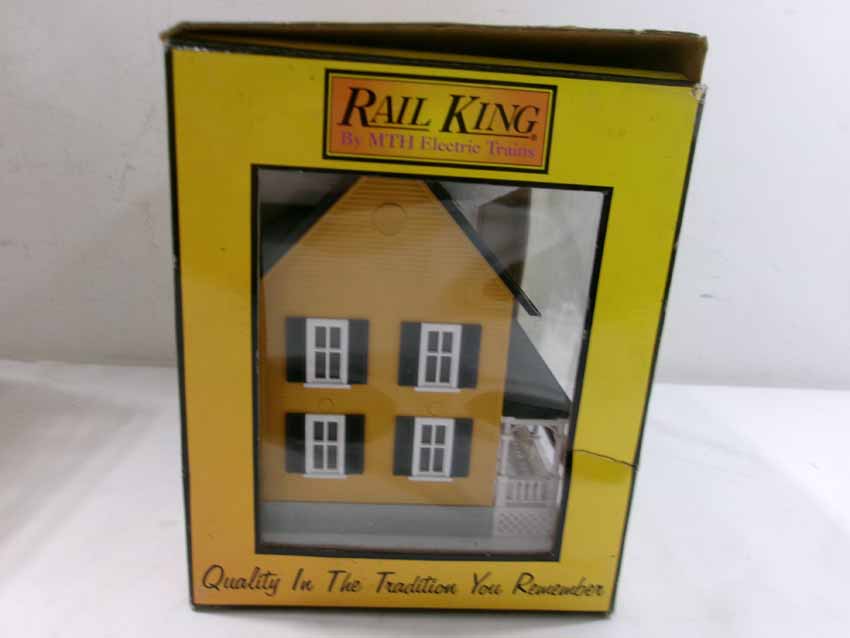 RAIL KING®
By MTH Electric Trains
Quality In The Tradition You Remember